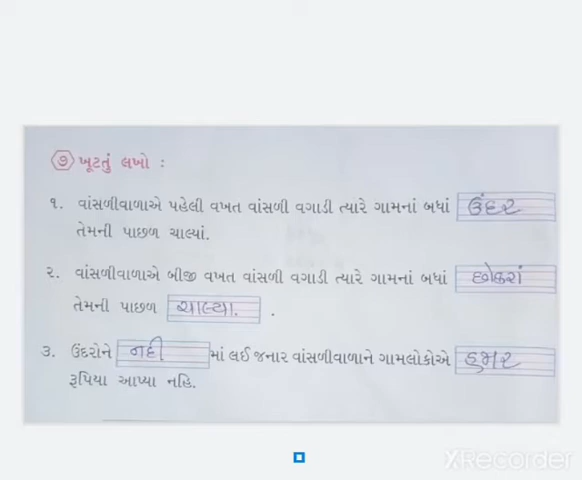 ૭ ખૂટતું લખો :
૧. વાંસળીવાળાએ પહેલી વખત વાંસળી વગાડી ત્યારે ગામનાં બધાં ઉંદર
તેમની પાછળ ચાલ્યાં.
૨. વાંસળીવાળાએ બીજી વખત વાંસળી વગાડી ત્યારે ગામનાં બધાં છોકરાં
તેમની પાછળ ચાલ્યા. .
૩. ઉંદરોને નદી માં લઈ જનાર વાંસળીવાળાને ગામલોકોએ હજાર
રૂપિયા આપ્યા નહિ.
XRecorder